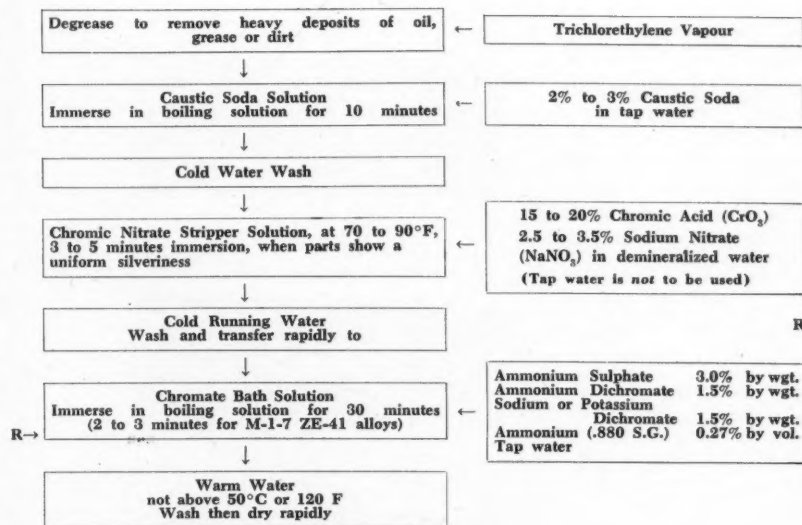 Degrease to remove heavy deposits of oil,
grease or dirt
← Trichlorethylene Vapour
↓
Caustic Soda Solution
Immerse in boiling solution for 10 minutes
← 2% to 3% Caustic Soda
in tap water
↓
Cold Water Wash
↓
Chromic Nitrate Stripper Solution, at 70 to 90°F,
3 to 5 minutes immersion, when parts show a
uniform silveriness
← 15 to 20% Chromic Acid (CrO₃)
2.5 to 3.5% Sodium Nitrate
(NaNO₃) in demineralized water
(Tap water is not to be used)
↓
Cold Running Water
Wash and transfer rapidly to
R
↓
Chromate Bath Solution
Immerse in boiling solution for 30 minutes
(2 to 3 minutes for M-1-7 ZE-41 alloys)
R→
← Ammonium Sulphate 3.0% by wgt.
Ammonium Dichromate 1.5% by wgt.
Sodium or Potassium
Dichromate 1.5% by wgt.
Ammonium (.880 S.G.) 0.27% by vol.
Tap water
↓
Warm Water
not above 50°C or 120 F
Wash then dry rapidly